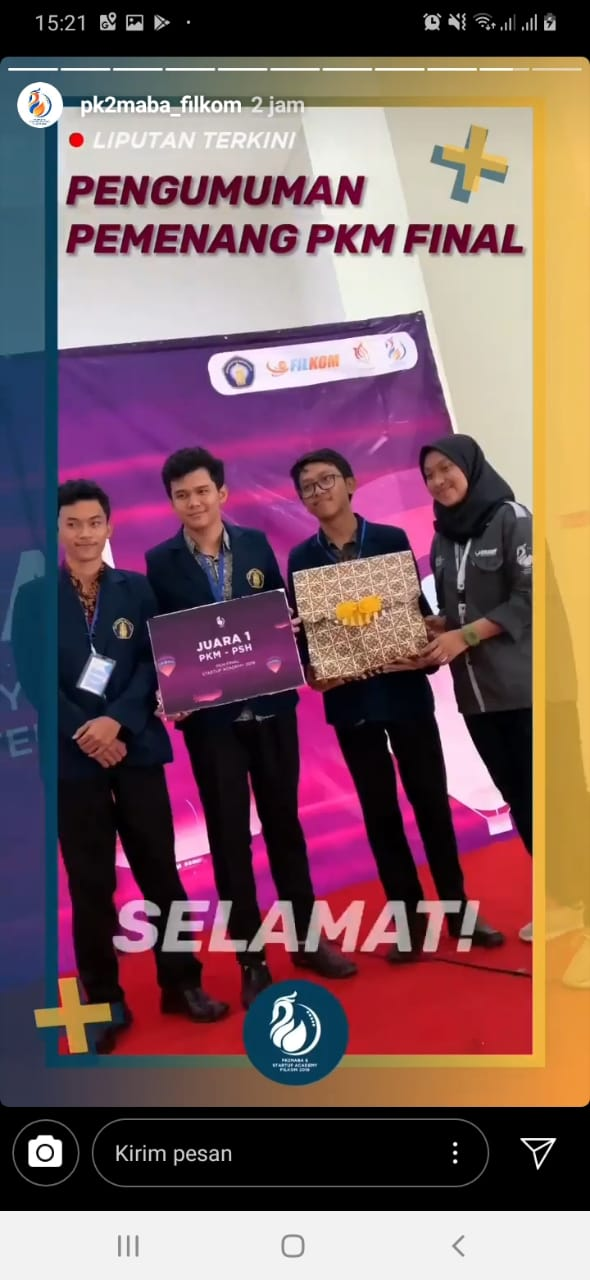 15:21
pk2maba_filkom 2 jam
LIPUTAN TERKINI
PENGUMUMAN
PEMENANG PKM FINAL
FILKOM
JUARA 1
PKM - PSH
STARTUP ACADEMY 2019
SELAMAT!
PK2MABA &
STARTUP ACADEMY
FILKOM 2019
Kirim pesan